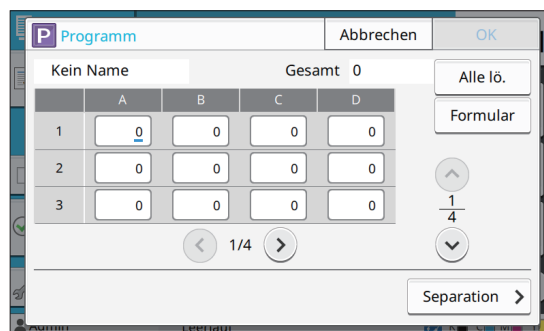 P Programm Abbrechen OK
Kein Name Gesamt 0 Alle lö.
A B C D Formular
1 0 0 0 0
2 0 0 0 0
3 0 0 0 0
1/4
1
4
Separation
Admin Leerlauf